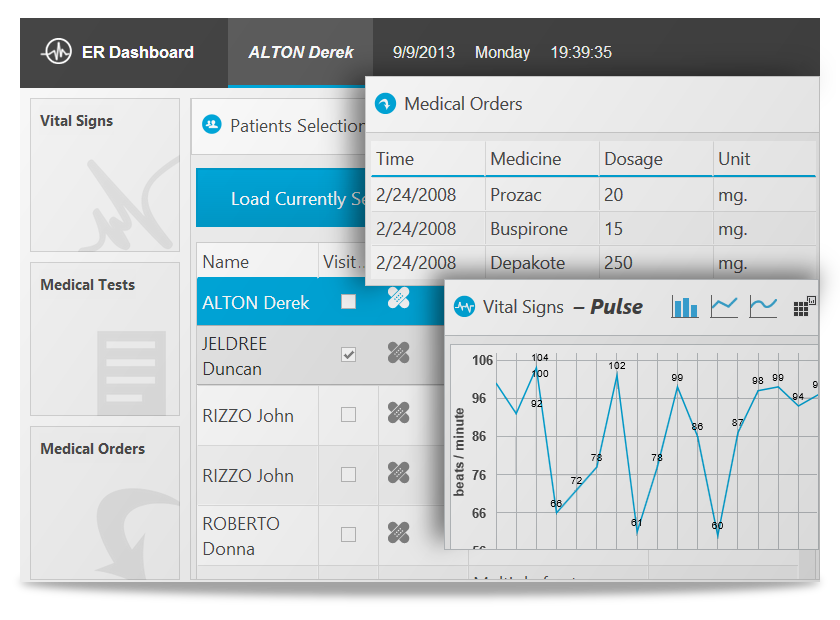 ER Dashboard
ALTON Derek
9/9/2013 Monday 19:39:35
Vital Signs
Medical Tests
Medical Orders
Patients Selection
Load Currently Se
Name Visit...
ALTON Derek
JELDREE
Duncan
RIZZO John
RIZZO John
ROBERTO
Donna
Medical Orders
Time Medicine Dosage Unit
2/24/2008 Prozac 20 mg.
2/24/2008 Buspirone 15 mg.
2/24/2008 Depakote 250 mg.
Vital Signs – Pulse
beats / minute
106
96
86
76
66
56
100
92
104
66
72
78
102
61
78
99
86
60
87
98
99
94
9